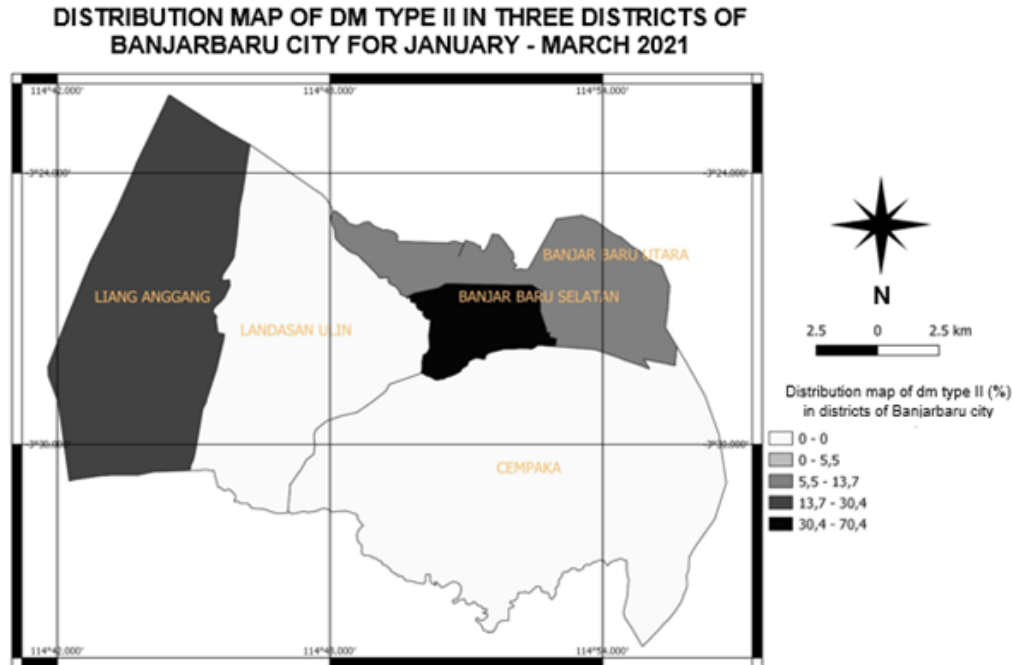 DISTRIBUTION MAP OF DM TYPE II IN THREE DISTRICTS OF
BANJARBARU CITY FOR JANUARY - MARCH 2021
114°42.000'
114°48.000'
114°54.000'
-3°24.000'
-3°24.000'
BANJAR BARU UTARA
LIANG ANGGANG
BANJAR BARU SELATAN
N
LANDASAN ULIN
2.5 0 2.5 km
Distribution map of dm type II (%)
in districts of Banjarbaru city
0 - 0
-3°30.000'
-3°30.000'
0 - 5,5
CEMPAKA
5,5 - 13,7
13,7 - 30,4
30,4 - 70,4
114°42.000'
114°48.000'
114°54.000'